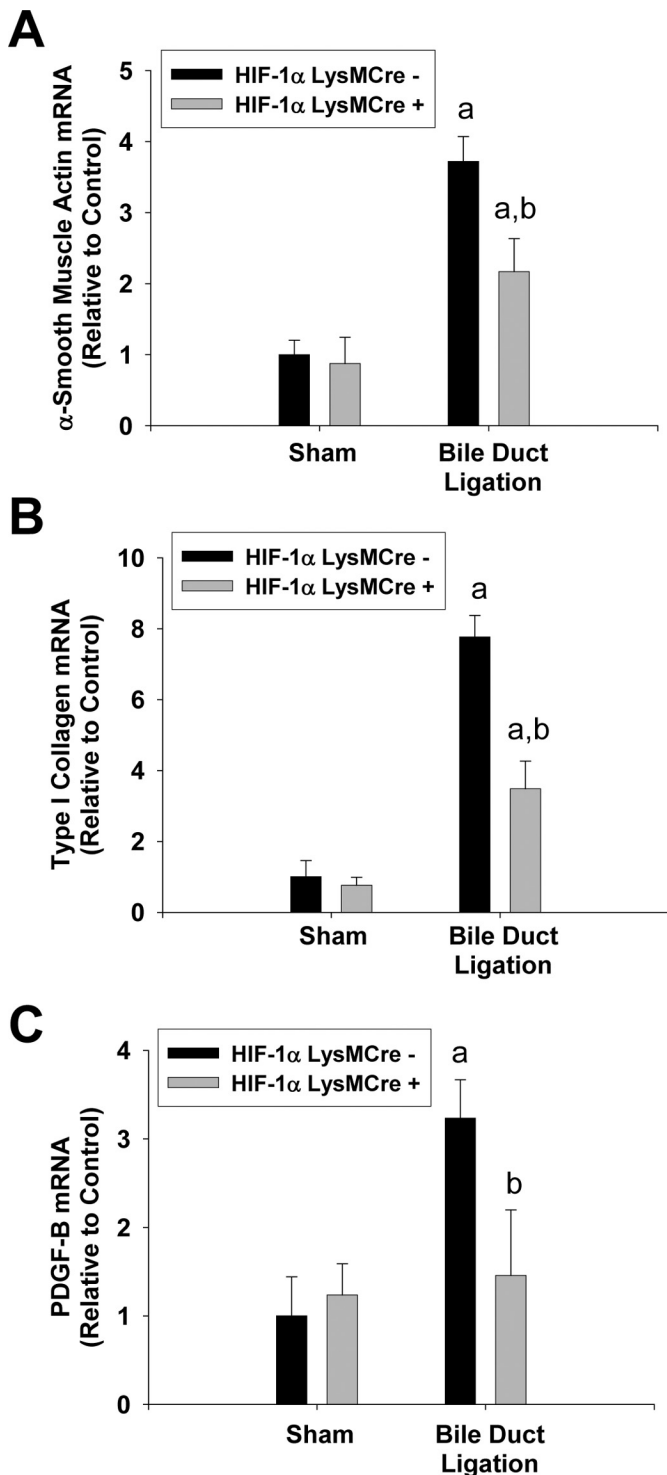 A
HIF-1α LysMCre -
HIF-1α LysMCre +
α-Smooth Muscle Actin mRNA
(Relative to Control)
5
4
3
2
1
0
a
a,b
Sham
Bile Duct
Ligation
B
HIF-1α LysMCre -
HIF-1α LysMCre +
Type I Collagen mRNA
(Relative to Control)
10
8
6
4
2
0
a
a,b
Sham
Bile Duct
Ligation
C
HIF-1α LysMCre -
HIF-1α LysMCre +
PDGF-B mRNA
(Relative to Control)
4
3
2
1
0
a
b
Sham
Bile Duct
Ligation